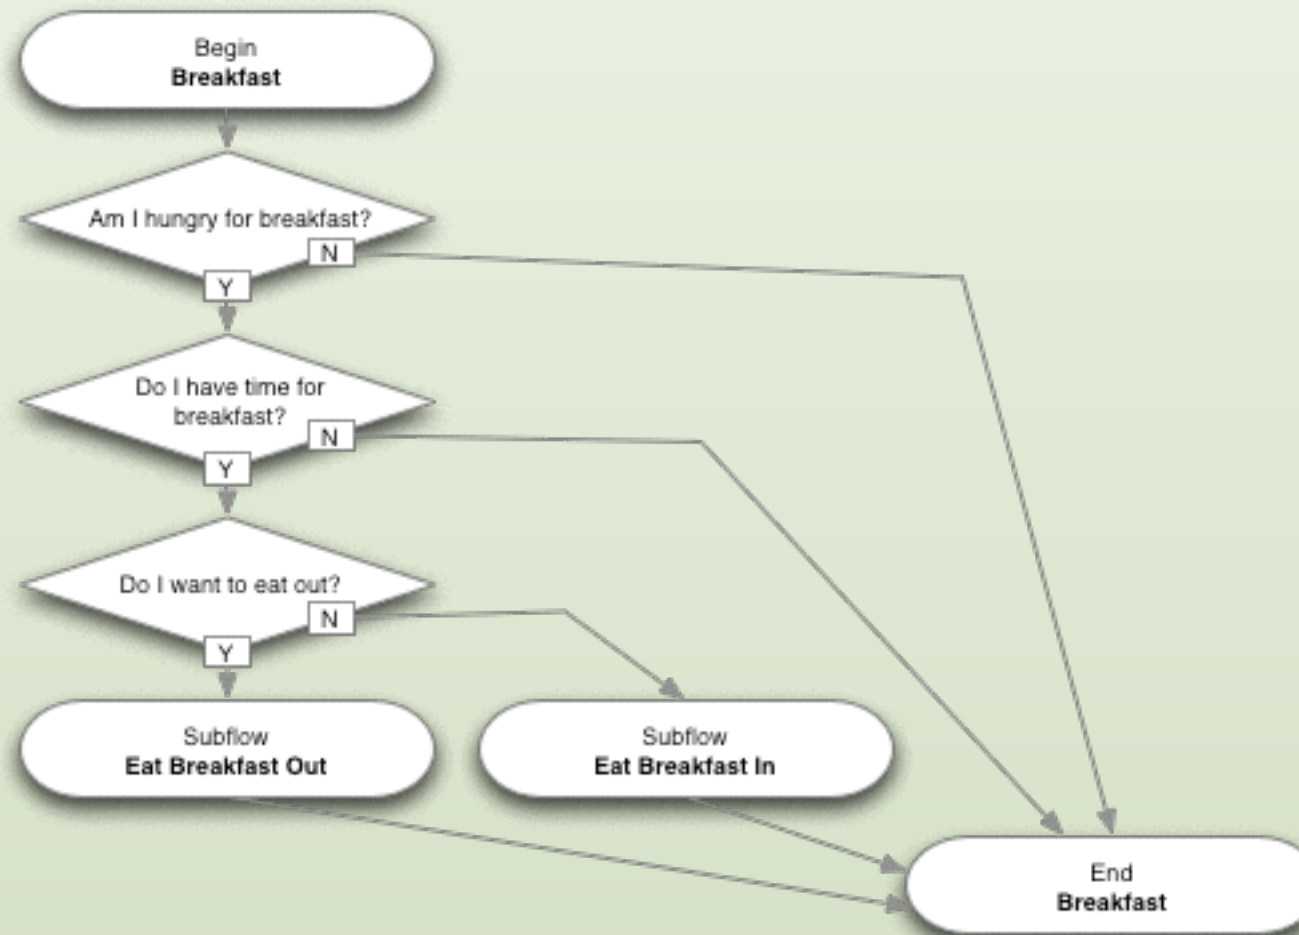 Begin
Breakfast
Am I hungry for breakfast?
N
Y
Do I have time for
breakfast?
N
Y
Do I want to eat out?
N
Y
Subflow
Eat Breakfast Out
Subflow
Eat Breakfast In
End
Breakfast